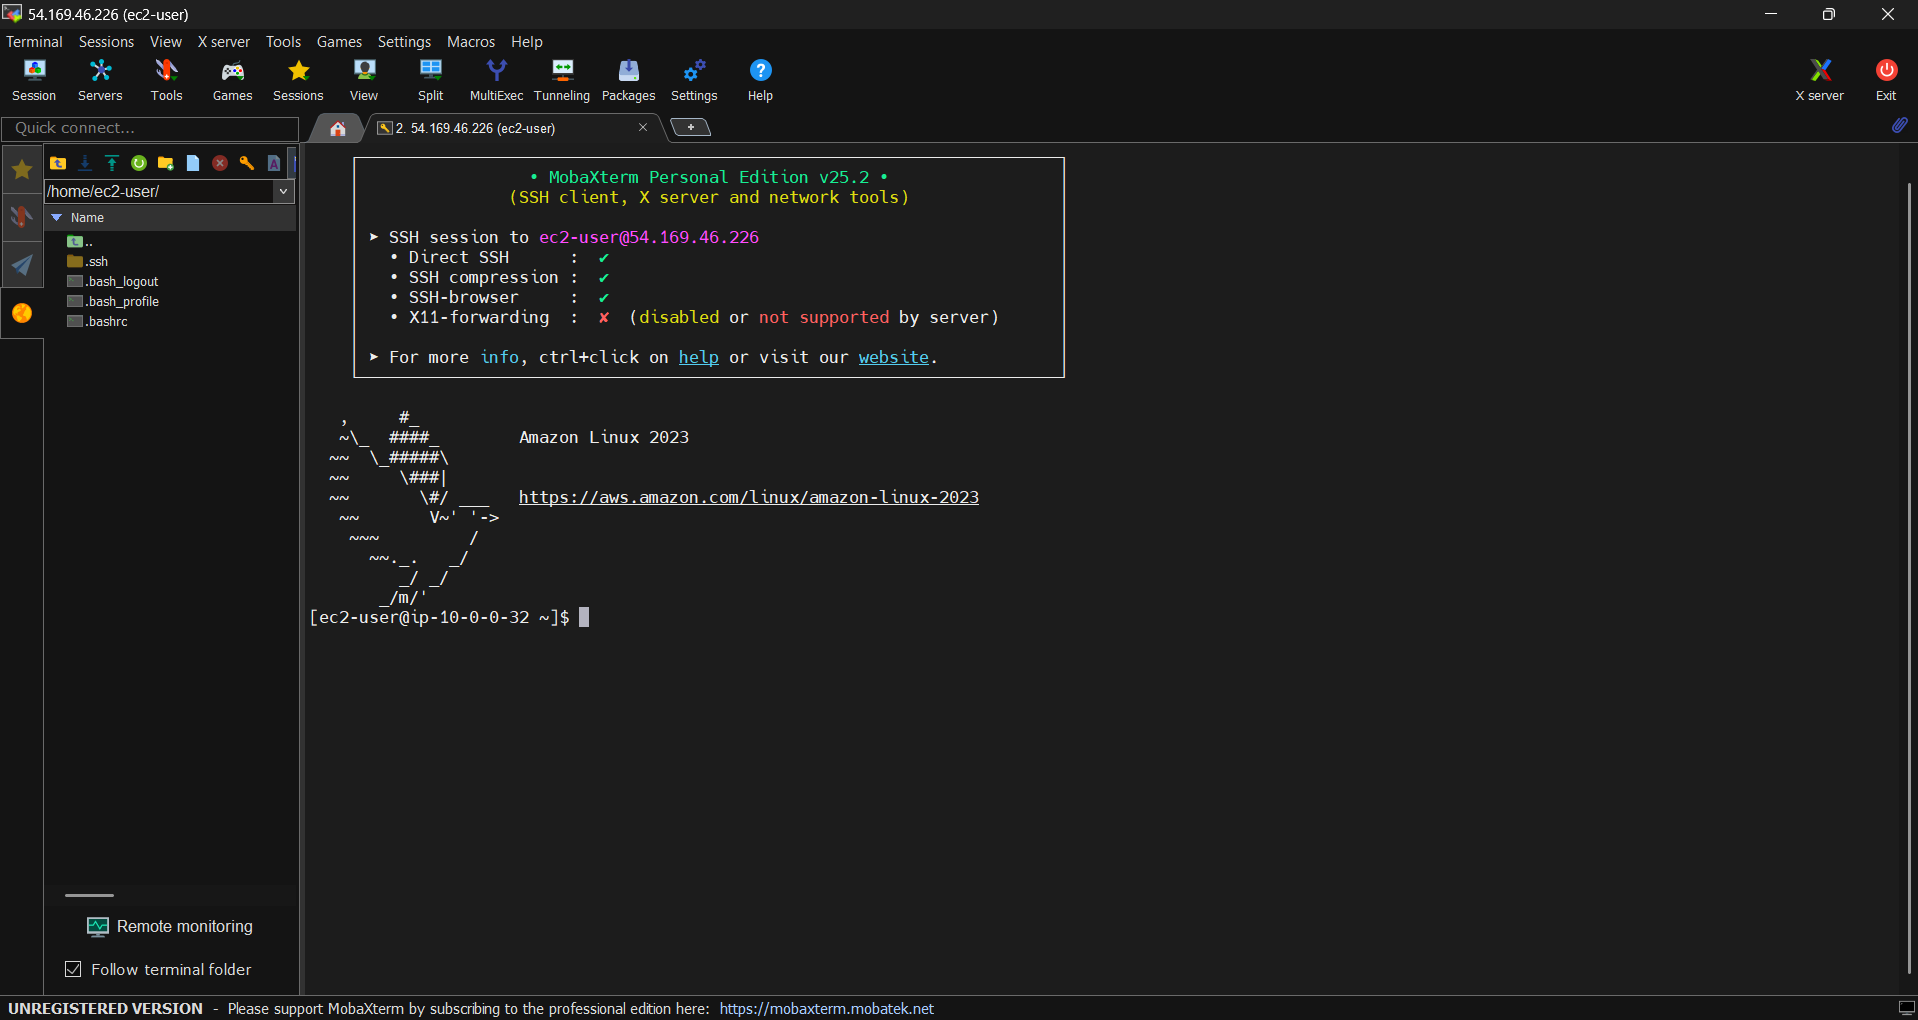 54.169.46.226 (ec2-user)
Terminal Sessions View X server Tools Games Settings Macros Help
Session Servers Tools Games Sessions View Split MultiExec Tunneling Packages Settings Help X server Exit
Quick connect...
2. 54.169.46.226 (ec2-user)
/home/ec2-user/
Name
..
.ssh
.bash_logout
.bash_profile
.bashrc
• MobaXterm Personal Edition v25.2 •
(SSH client, X server and network tools)
➤ SSH session to ec2-user@54.169.46.226
• Direct SSH       :  ✔
• SSH compression :  ✔
• SSH-browser      :  ✔
• X11-forwarding  :  ✘  (disabled or not supported by server)
➤ For more info, ctrl+click on help or visit our website.
   ,     #_
   ~\_  ####_        Amazon Linux 2023
  ~~  \_#####\
  ~~     \###|
  ~~       \#/ ___   https://aws.amazon.com/linux/amazon-linux-2023
   ~~       V~' '->
    ~~~         /
      ~~._.   _/
         _/ _/
       _/m/'
[ec2-user@ip-10-0-0-32 ~]$
Remote monitoring
Follow terminal folder
UNREGISTERED VERSION - Please support MobaXterm by subscribing to the professional edition here: https://mobaxterm.mobatek.net